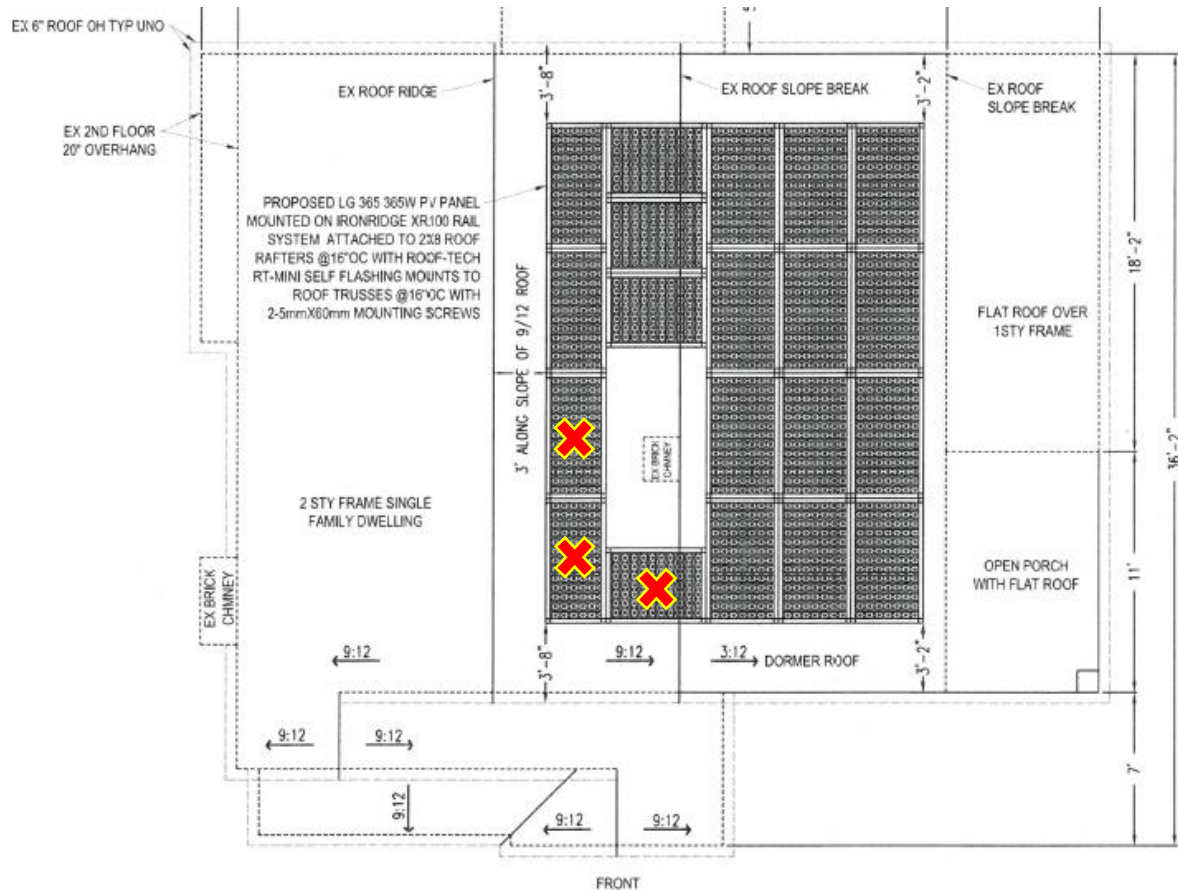 EX 6" ROOF OH TYP UNO
EX ROOF RIDGE
3'-8"
EX ROOF SLOPE BREAK
3'-2"
EX ROOF
SLOPE BREAK
EX 2ND FLOOR
20" OVERHANG
PROPOSED LG 365 365W PV PANEL
MOUNTED ON IRONRIDGE XR100 RAIL
SYSTEM ATTACHED TO 2X8 ROOF
RAFTERS @16"OC WITH ROOF-TECH
RT-MINI SELF FLASHING MOUNTS TO
ROOF TRUSSES @16"OC WITH
2-5mmX60mm MOUNTING SCREWS
3' ALONG SLOPE OF 9/12 ROOF
18'-2"
FLAT ROOF OVER
1STY FRAME
36'-2"
EX BRICK
CHMNEY
2 STY FRAME SINGLE
FAMILY DWELLING
OPEN PORCH
WITH FLAT ROOF
11'
EX BRICK
CHMNEY
9:12
3'-8"
9:12
3:12
DORMER ROOF
3'-2"
9:12
9:12
9:12
7'
9:12
9:12
FRONT